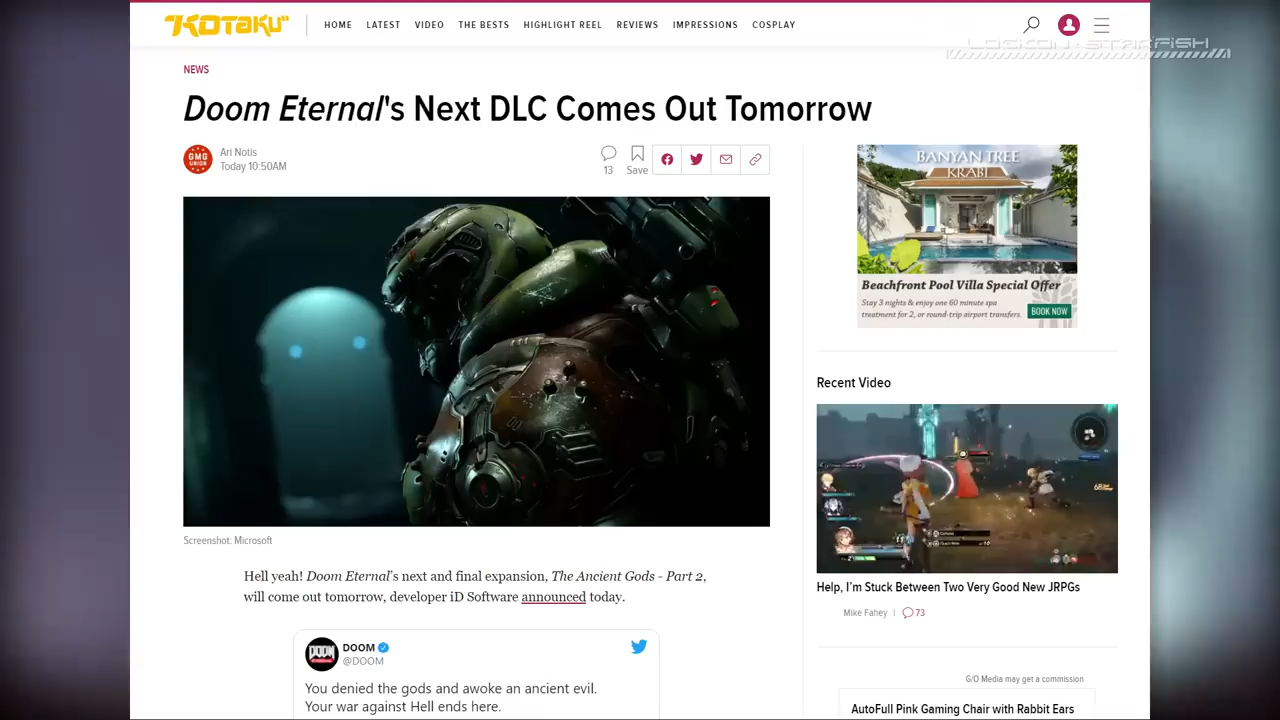 KOTAKU
HOME LATEST VIDEO THE BESTS HIGHLIGHT REEL REVIEWS IMPRESSIONS COSPLAY
LOCKON · STARFISH
NEWS
Doom Eternal's Next DLC Comes Out Tomorrow
GMG
UNION
Ari Notis
Today 10:50AM
13
Save
BANYAN TREE
KRABI
Beachfront Pool Villa Special Offer
Stay 3 nights & enjoy one 60 minute spa
treatment for 2, or round-trip airport transfers.
BOOK NOW
Recent Video
Screenshot: Microsoft
Hell yeah! Doom Eternal’s next and final expansion, The Ancient Gods - Part 2,
will come out tomorrow, developer iD Software announced today.
Help, I’m Stuck Between Two Very Good New JRPGs
Mike Fahey
73
DOOM
DOOM
@DOOM
You denied the gods and awoke an ancient evil.
Your war against Hell ends here.
G/O Media may get a commission
AutoFull Pink Gaming Chair with Rabbit Ears